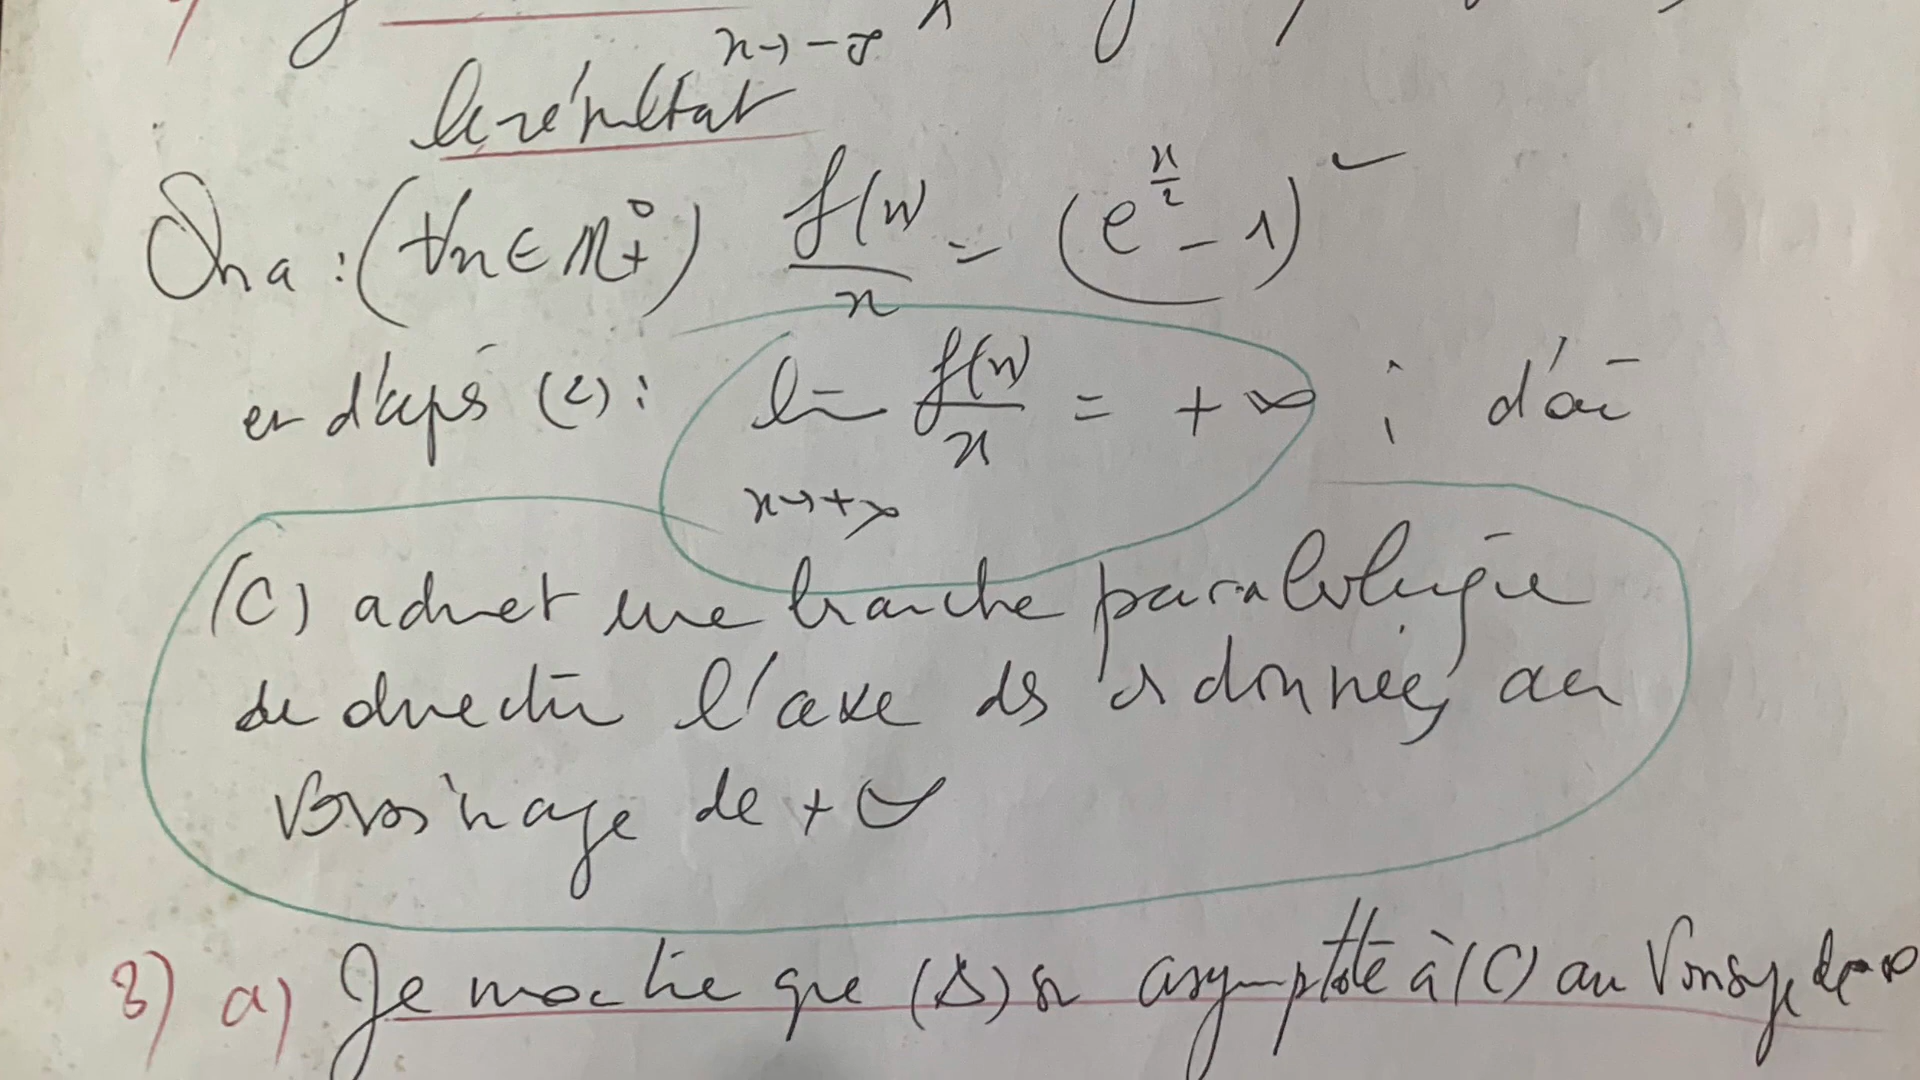 x→-∞
le résultat
On a : (∀x∈ℝ*₊) f(x)/x = (e^(x/2) - 1)²
et d'après (2) : lim x→+∞ f(x)/x = +∞ ; d'où
(C) admet une branche parabolique
de direction l'axe des ordonnées au
voisinage de +∞
3) a) Je montre que (Δ) est asymptote à (C) au Voisinage de -∞